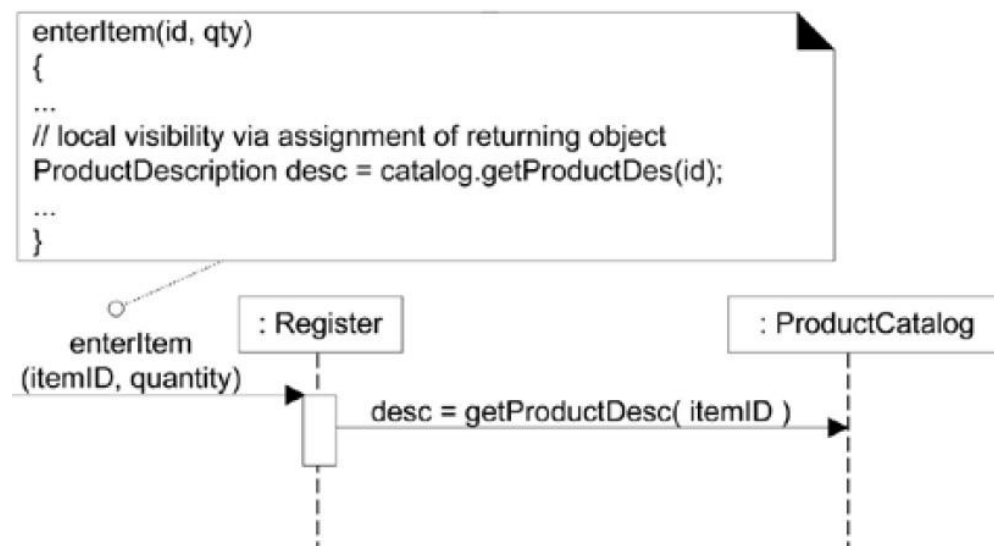 enterItem(id, qty)
{
...
// local visibility via assignment of returning object
ProductDescription desc = catalog.getProductDes(id);
...
}
enterItem
(itemID, quantity)
: Register
: ProductCatalog
desc = getProductDesc( itemID )